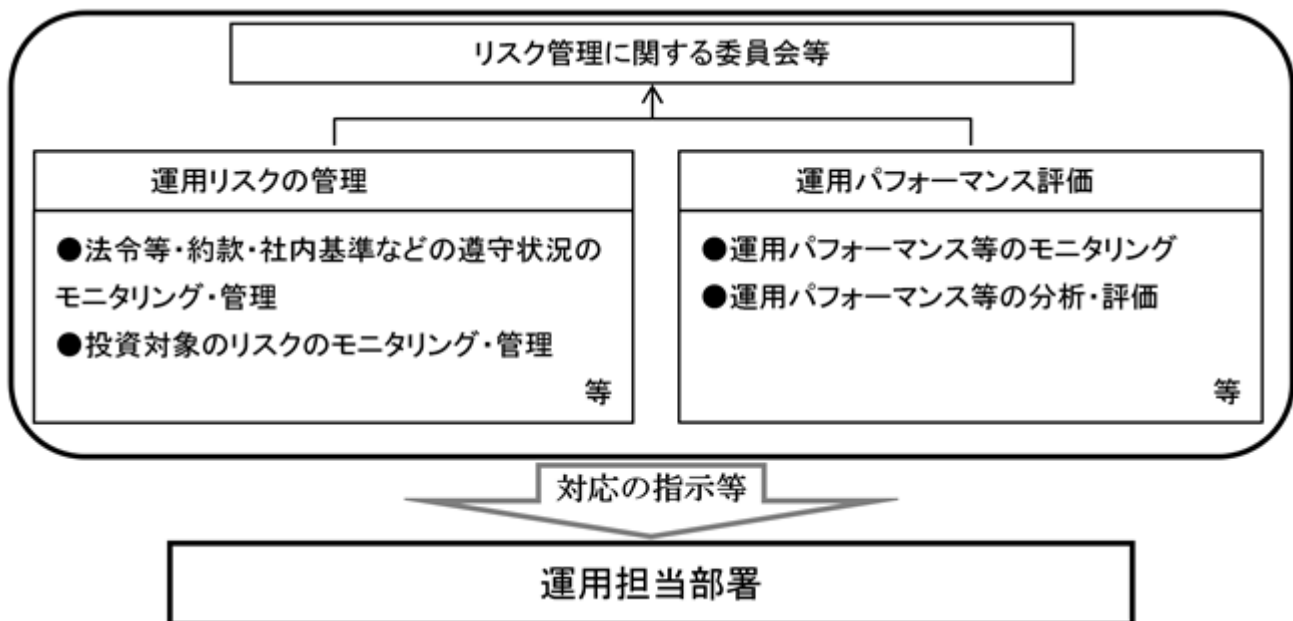 リスク管理に関する委員会等
運用リスクの管理
●法令等・約款・社内基準などの遵守状況の
モニタリング・管理
●投資対象のリスクのモニタリング・管理
等
運用パフォーマンス評価
●運用パフォーマンス等のモニタリング
●運用パフォーマンス等の分析・評価
等
対応の指示等
運用担当部署